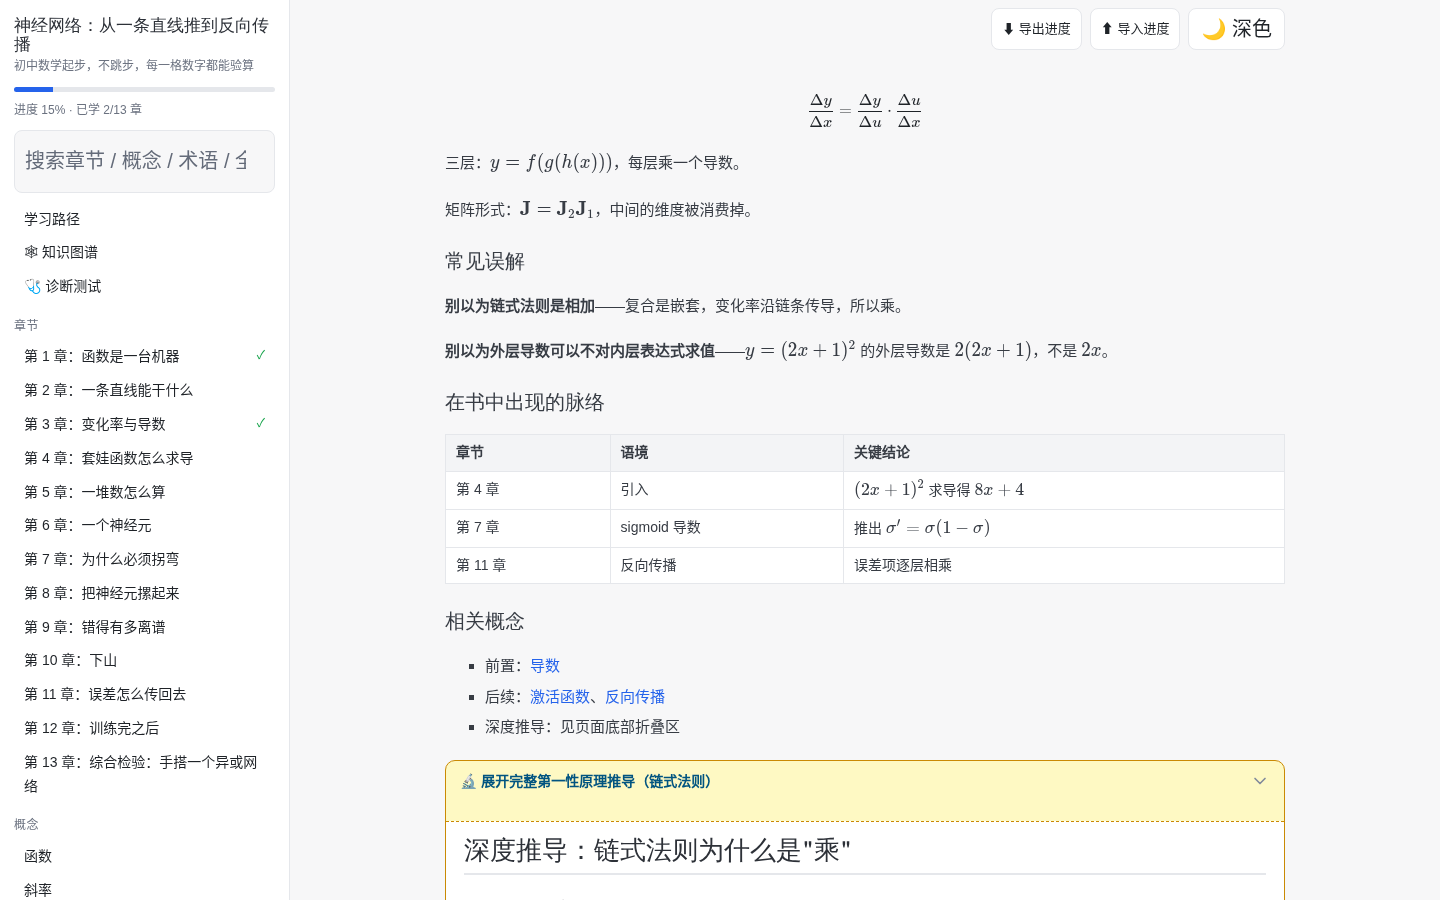 神经网络：从一条直线推到反向传
播
初中数学起步，不跳步，每一格数字都能验算
进度 15% · 已学 2/13 章
搜索章节 / 概念 / 术语 /
学习路径
🕸 知识图谱
🩺 诊断测试
章节
第 1 章：函数是一台机器 ✓
第 2 章：一条直线能干什么
第 3 章：变化率与导数 ✓
第 4 章：套娃函数怎么求导
第 5 章：一堆数怎么算
第 6 章：一个神经元
第 7 章：为什么必须拐弯
第 8 章：把神经元摞起来
第 9 章：错得有多离谱
第 10 章：下山
第 11 章：误差怎么传回去
第 12 章：训练完之后
第 13 章：综合检验：手搭一个异或网
络
概念
函数
斜率
⬇ 导出进度
⬆ 导入进度
🌙 深色
Δy/Δx = Δy/Δu · Δu/Δx
三层：y = f(g(h(x)))，每层乘一个导数。
矩阵形式：J = J₂J₁，中间的维度被消费掉。
常见误解
别以为链式法则是相加——复合是嵌套，变化率沿链条传导，所以乘。
别以为外层导数可以不对内层表达式求值——y = (2x + 1)² 的外层导数是 2(2x + 1)，不是 2x。
在书中出现的脉络
章节 语境 关键结论
第 4 章 引入 (2x + 1)² 求导得 8x + 4
第 7 章 sigmoid 导数 推出 σ′ = σ(1 − σ)
第 11 章 反向传播 误差项逐层相乘
相关概念
前置：导数
后续：激活函数、反向传播
深度推导：见页面底部折叠区
🔬 展开完整第一性原理推导（链式法则）
深度推导：链式法则为什么是"乘"